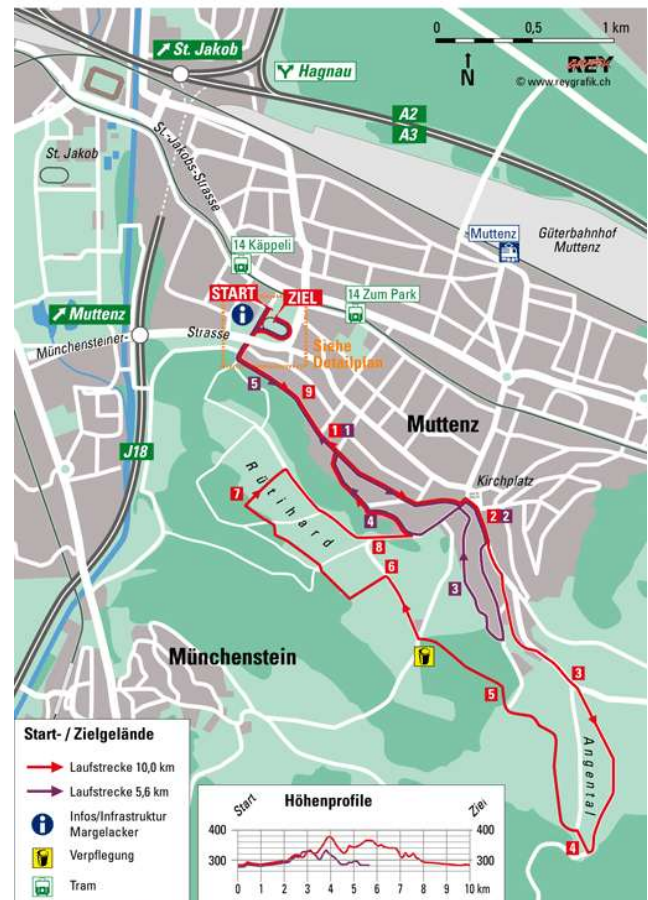 St. Jakob
Hagnau
0 0,5 1 km
N
REY
GRAFIK
© www.reygrafik.ch
A2
A3
St. Jakob
St.-Jakobs-Strasse
14 Käppeli
Muttenz
Güterbahnhof
Muttenz
START
ZIEL
14 Zum Park
Muttenz
Münchensteiner-
Strasse
Siehe
Detailplan
5
9
1 1
Muttenz
J18
Kirchplatz
Rütihard
7
4
2 2
8
6
3
Münchenstein
3
5
Angental
4
Start- / Zielgelände
Laufstrecke 10,0 km
Laufstrecke 5,6 km
Infos/Infrastruktur
Margelacker
Verpflegung
Tram
Höhenprofile
Start
Ziel
400
300
400
300
0 1 2 3 4 5 6 7 8 9 10 km